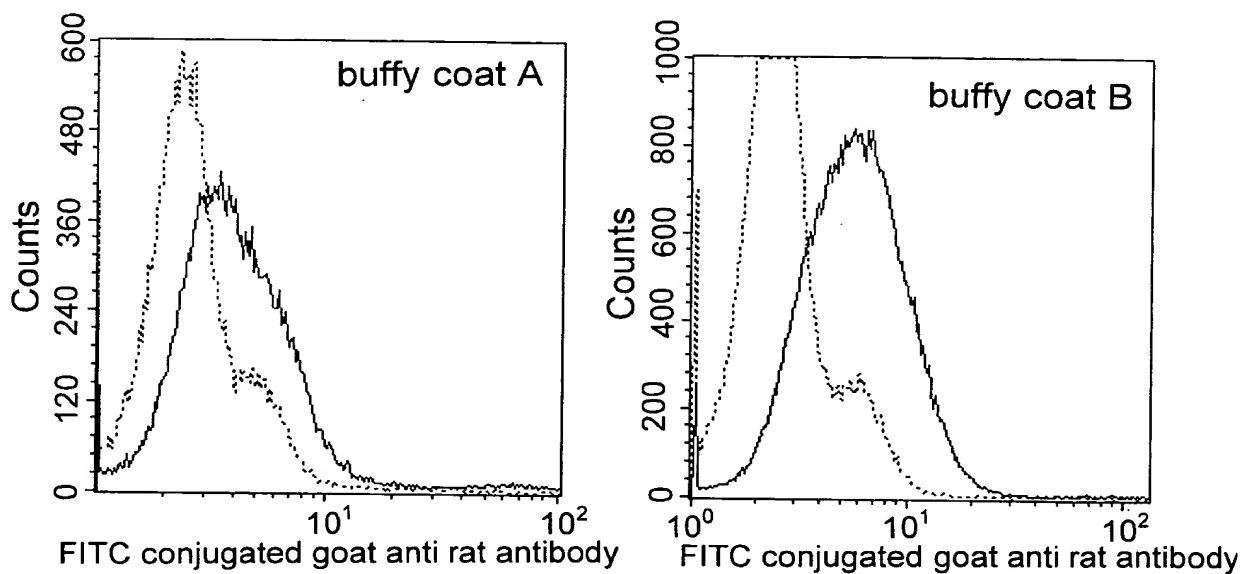 buffy coat A
600
480
360
240
120
0
Counts
10¹
10²
FITC conjugated goat anti rat antibody
buffy coat B
1000
800
600
400
200
0
Counts
10⁰
10¹
10²
FITC conjugated goat anti rat antibody